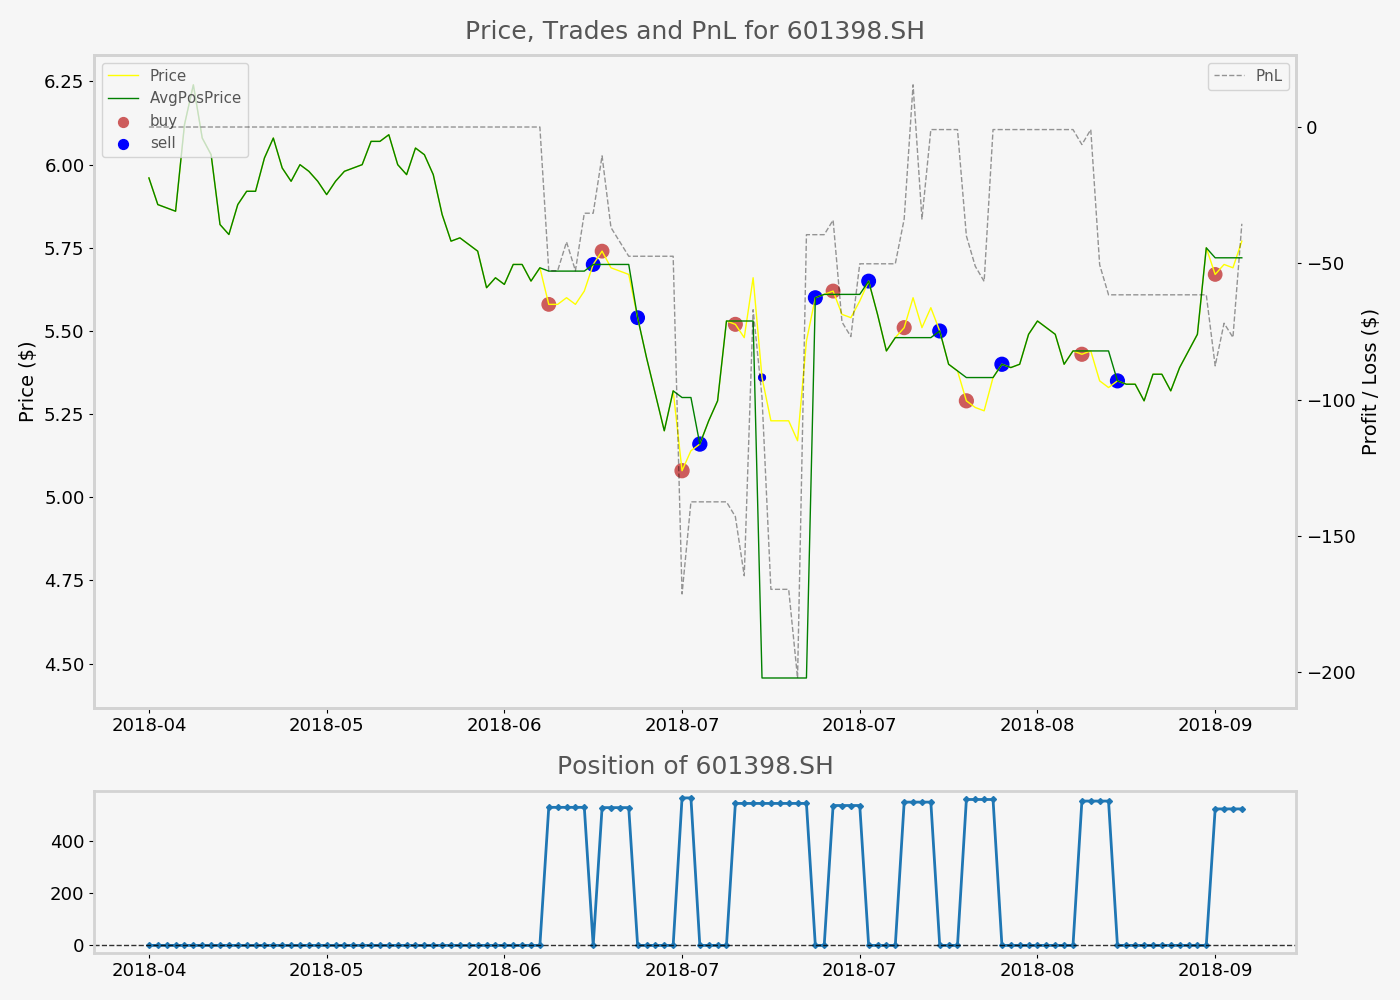 Price, Trades and PnL for 601398.SH
Price
AvgPosPrice
buy
sell
PnL
6.25
6.00
5.75
5.50
5.25
5.00
4.75
4.50
Price ($)
0
−50
−100
−150
−200
Profit / Loss ($)
2018-04 2018-05 2018-06 2018-07 2018-07 2018-08 2018-09
Position of 601398.SH
400
200
0
2018-04 2018-05 2018-06 2018-07 2018-07 2018-08 2018-09